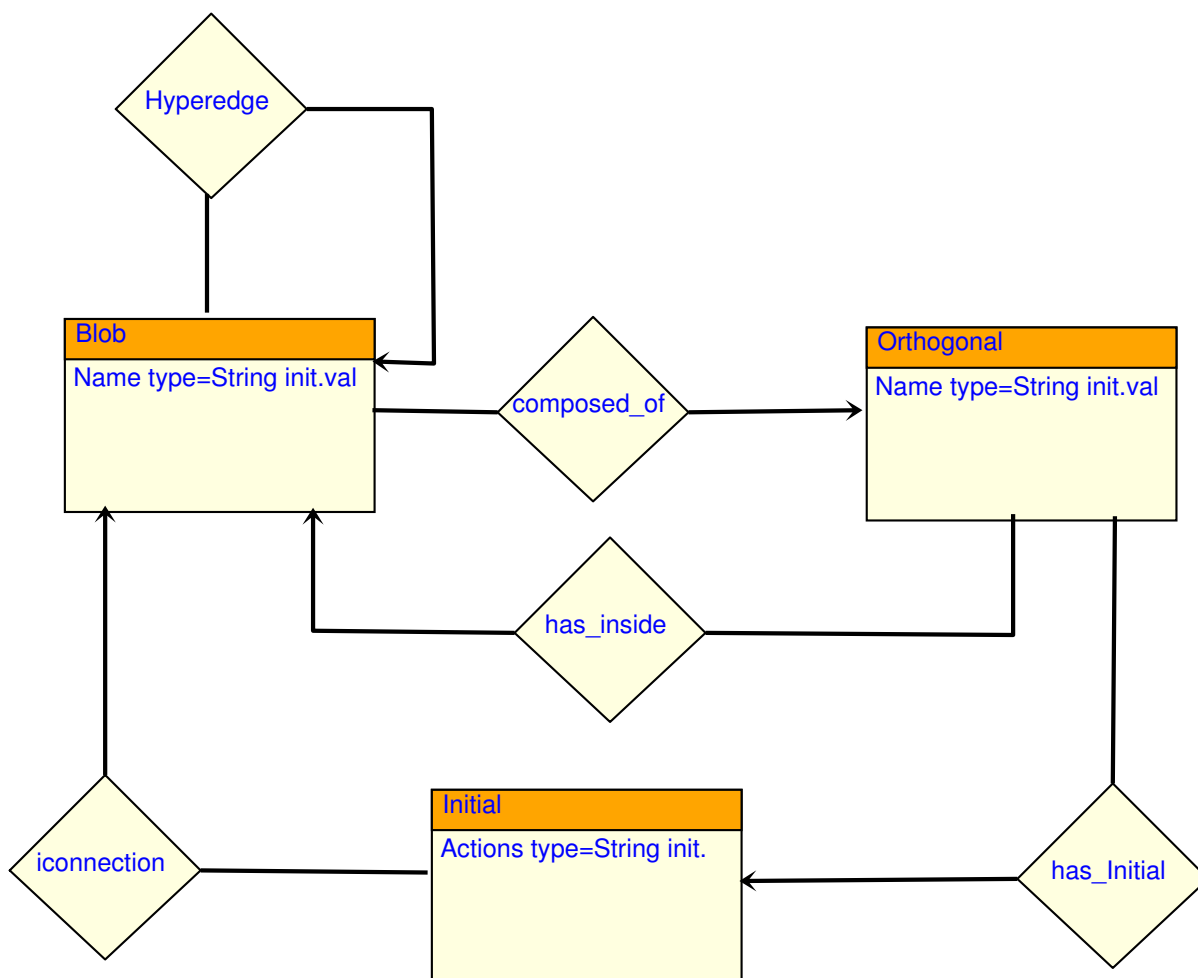 Hyperedge
Blob
Name type=String init.val
composed_of
Orthogonal
Name type=String init.val
has_inside
iconnection
Initial
Actions type=String init.
has_Initial